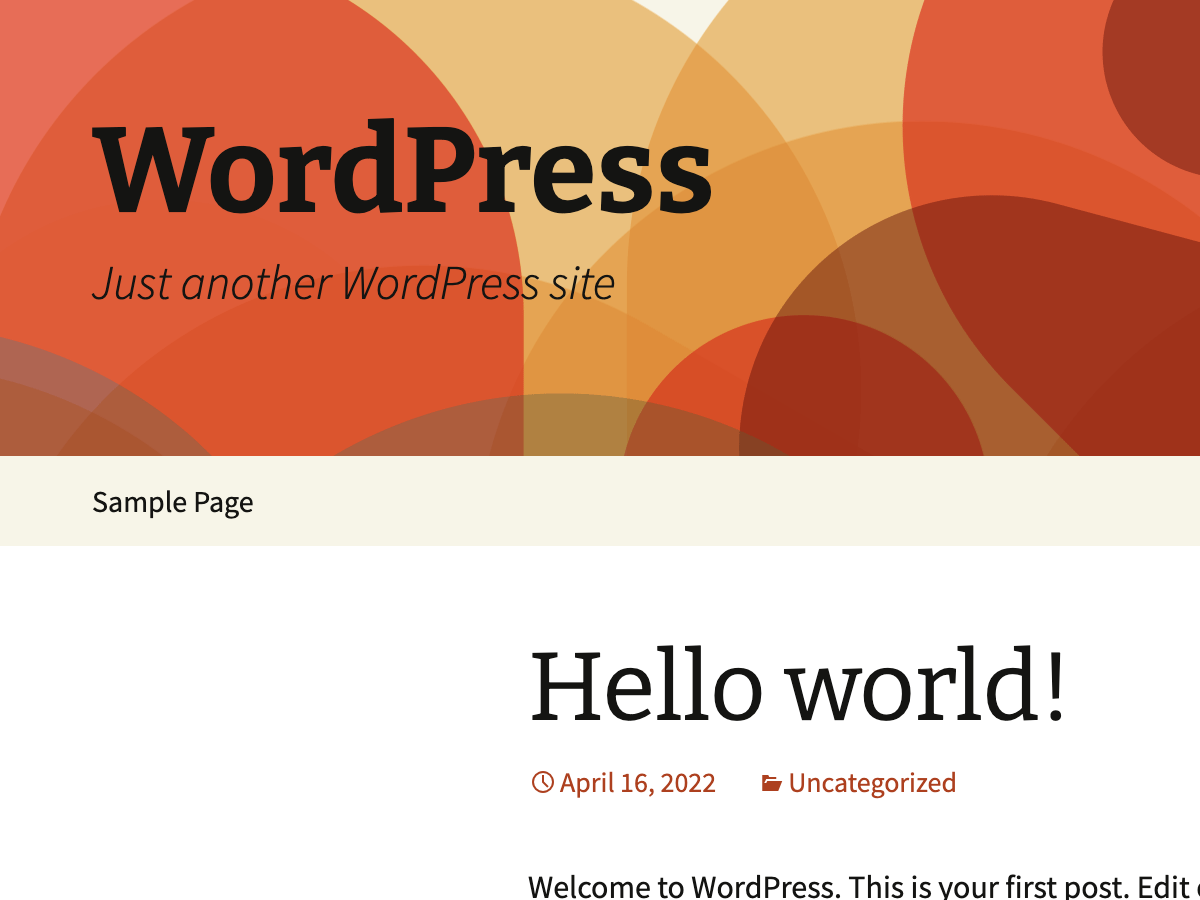 WordPress
Just another WordPress site
Sample Page
Hello world!
April 16, 2022 Uncategorized
Welcome to WordPress. This is your first post. Edit